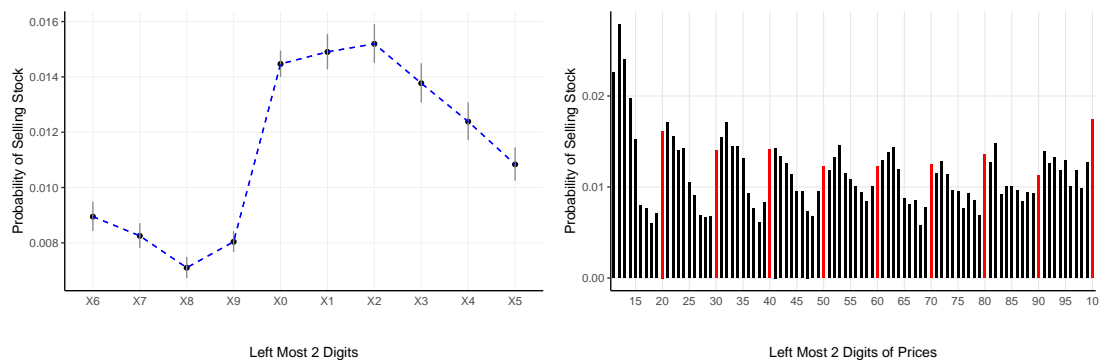 Probability of Selling Stock
0.016
0.014
0.012
0.010
0.008
X6 X7 X8 X9 X0 X1 X2 X3 X4 X5
Left Most 2 Digits
Probability of Selling Stock
0.02
0.01
0.00
15 20 25 30 35 40 45 50 55 60 65 70 75 80 85 90 95 10
Left Most 2 Digits of Prices